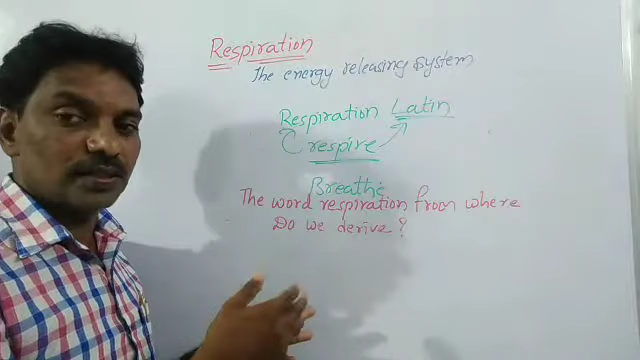 Respiration
The energy releasing System
Respiration Latin
respire
Breathe
The word respiration from where
Do we derive?